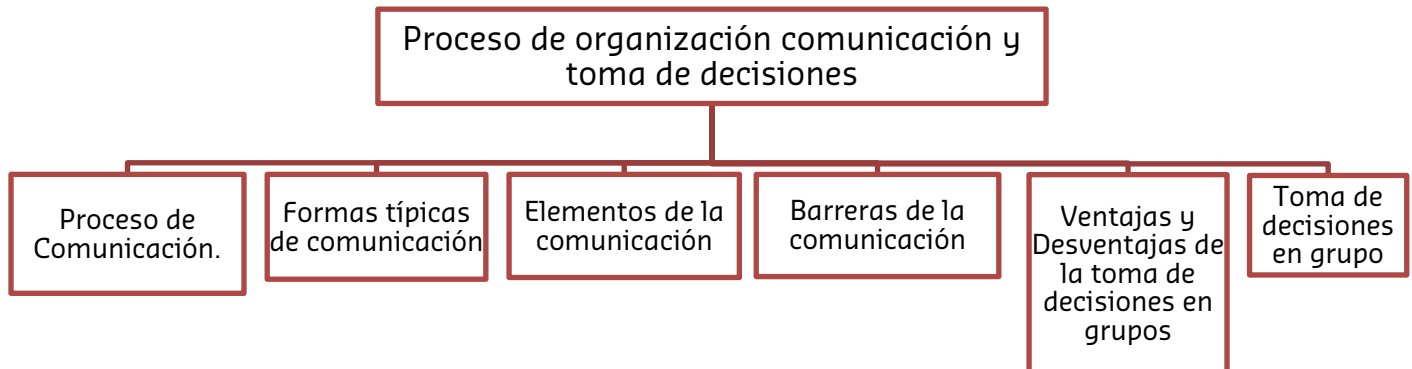 Proceso de organización comunicación y
toma de decisiones
Proceso de
Comunicación.
Formas típicas
de comunicación
Elementos de la
comunicación
Barreras de la
comunicación
Ventajas y
Desventajas de
la toma de
decisiones en
grupos
Toma de
decisiones
en grupo